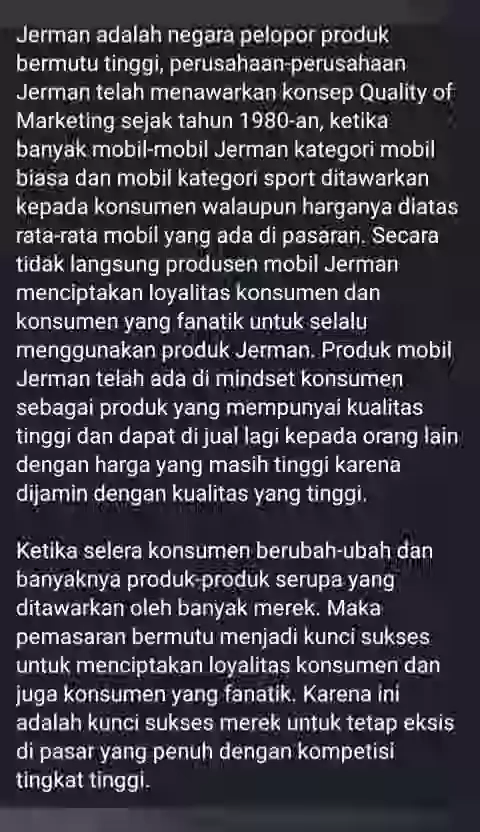 Jerman adalah negara pelopor produk
bermutu tinggi, perusahaan-perusahaan
Jerman telah menawarkan konsep Quality of
Marketing sejak tahun 1980-an, ketika
banyak mobil-mobil Jerman kategori mobil
biasa dan mobil kategori sport ditawarkan
kepada konsumen walaupun harganya diatas
rata-rata mobil yang ada di pasaran. Secara
tidak langsung produsen mobil Jerman
menciptakan loyalitas konsumen dan
konsumen yang fanatik untuk selalu
menggunakan produk Jerman. Produk mobil
Jerman telah ada di mindset konsumen
sebagai produk yang mempunyai kualitas
tinggi dan dapat di jual lagi kepada orang lain
dengan harga yang masih tinggi karena
dijamin dengan kualitas yang tinggi.
Ketika selera konsumen berubah-ubah dan
banyaknya produk-produk serupa yang
ditawarkan oleh banyak merek. Maka
pemasaran bermutu menjadi kunci sukses
untuk menciptakan loyalitas konsumen dan
juga konsumen yang fanatik. Karena ini
adalah kunci sukses merek untuk tetap eksis
di pasar yang penuh dengan kompetisi
tingkat tinggi.